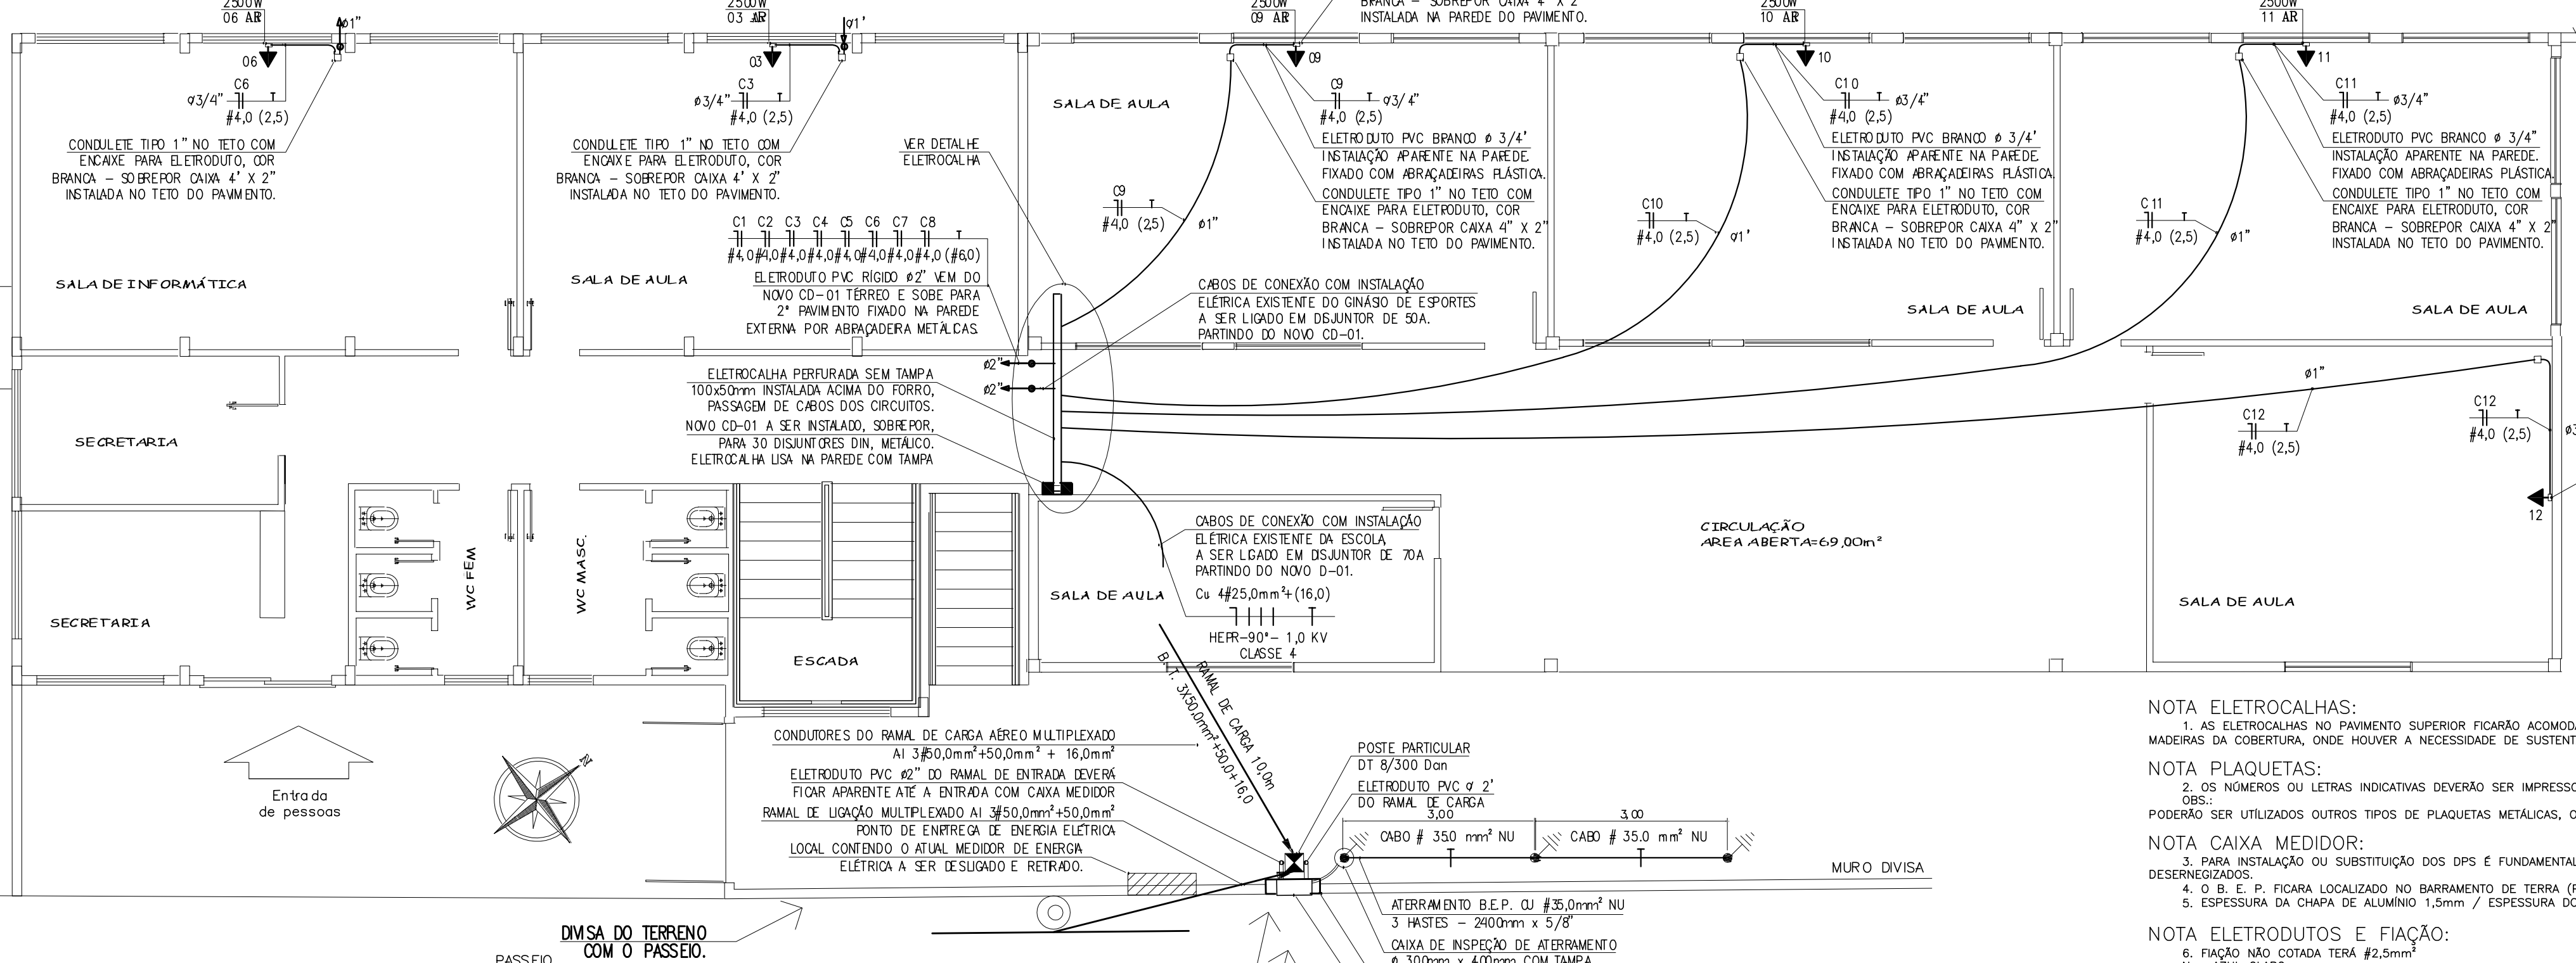 2500W
06 AR
ø1"
2500W
03 AR
ø1'
2500W
09 AR
BRANCA - SOBREPOR CAIXA 4" X 2"
INSTALADA NA PAREDE DO PAVIMENTO.
2500W
10 AR
2500W
11 AR
06
C6
ø3/4"
#4,0 (2,5)
CONDULETE TIPO 1" NO TETO COM
ENCAIXE PARA ELETRODUTO, COR
BRANCA - SOBREPOR CAIXA 4' X 2"
INSTALADA NO TETO DO PAVIMENTO.
SALA DE INFORMÁTICA
03
C3
ø3/4"
#4,0 (2,5)
CONDULETE TIPO 1" NO TETO COM
ENCAIXE PARA ELETRODUTO, COR
BRANCA - SOBREPOR CAIXA 4' X 2"
INSTALADA NO TETO DO PAVIMENTO.
C1 C2 C3 C4 C5 C6 C7 C8
#4,0 #4,0 #4,0 #4,0 #4,0 #4,0 #4,0 #4,0 (#6,0)
SALA DE AULA
ELETRODUTO PVC RÍGIDO ø2" VEM DO
NOVO CD-01 TÉRREO E SOBE PARA
2° PAVIMENTO FIXADO NA PAREDE
EXTERNA POR ABRAÇADEIRA METÁLICAS.
VER DETALHE
ELETROCALHA
SALA DE AULA
09
C9
ø3/4"
#4,0 (2,5)
ELETRODUTO PVC BRANCO ø 3/4'
INSTALAÇÃO APARENTE NA PAREDE.
FIXADO COM ABRAÇADEIRAS PLÁSTICA.
CONDULETE TIPO 1" NO TETO COM
ENCAIXE PARA ELETRODUTO, COR
BRANCA - SOBREPOR CAIXA 4" X 2"
INSTALADA NO TETO DO PAVIMENTO.
C9
#4,0 (2,5)
ø1"
CABOS DE CONEXÃO COM INSTALAÇÃO
ELÉTRICA EXISTENTE DO GINÁSIO DE ESPORTES
A SER LIGADO EM DISJUNTOR DE 50A.
PARTINDO DO NOVO CD-01.
10
C10
ø3/4"
#4,0 (2,5)
ELETRODUTO PVC BRANCO ø 3/4'
INSTALAÇÃO APARENTE NA PAREDE.
FIXADO COM ABRAÇADEIRAS PLÁSTICA.
CONDULETE TIPO 1" NO TETO COM
ENCAIXE PARA ELETRODUTO, COR
BRANCA - SOBREPOR CAIXA 4" X 2"
INSTALADA NO TETO DO PAVIMENTO.
C10
#4,0 (2,5)
ø1'
SALA DE AULA
11
C11
ø3/4"
#4,0 (2,5)
ELETRODUTO PVC BRANCO ø 3/4"
INSTALAÇÃO APARENTE NA PAREDE.
FIXADO COM ABRAÇADEIRAS PLÁSTICA.
CONDULETE TIPO 1" NO TETO COM
ENCAIXE PARA ELETRODUTO, COR
BRANCA - SOBREPOR CAIXA 4" X 2"
INSTALADA NO TETO DO PAVIMENTO.
C11
#4,0 (2,5)
ø1"
SALA DE AULA
ø2"
ø2"
ELETROCALHA PERFURADA SEM TAMPA
100x50mm INSTALADA ACIMA DO FORRO,
PASSAGEM DE CABOS DOS CIRCUITOS.
NOVO CD-01 A SER INSTALADO, SOBREPOR,
PARA 30 DISJUNTORES DIN, METÁLICO.
ELETROCALHA LISA NA PAREDE COM TAMPA
SECRETARIA
SECRETARIA
WC FEM
WC MASC.
ESCADA
SALA DE AULA
CABOS DE CONEXÃO COM INSTALAÇÃO
ELÉTRICA EXISTENTE DA ESCOLA,
A SER LIGADO EM DISJUNTOR DE 70A
PARTINDO DO NOVO D-01.
Cu 4#25,0mm²+(16,0)
HEPR-90°- 1,0 KV
CLASSE 4
CIRCULAÇÃO
AREA ABERTA=69,00m²
ø1"
C12
#4,0 (2,5)
C12
#4,0 (2,5)
12
SALA DE AULA
RAMAL DE CARGA 10,0m
B. T. 3X50,0mm²+50,0+16,0
Entrada
de pessoas
N
CONDUTORES DO RAMAL DE CARGA AÉREO MULTIPLEXADO
Al 3#50,0mm²+50,0mm² + 16,0mm²
ELETRODUTO PVC ø2" DO RAMAL DE ENTRADA DEVERÁ
FICAR APARENTE ATÉ A ENTRADA COM CAIXA MEDIDOR
RAMAL DE LIGAÇÃO MULTIPLEXADO Al 3#50,0mm²+50,0mm²
PONTO DE ENRTREGA DE ENERGIA ELÉTRICA
LOCAL CONTENDO O ATUAL MEDIDOR DE ENERGIA
ELÉTRICA A SER DESLIGADO E RETIRADO.
POSTE PARTICULAR
DT 8/300 Dan
ELETRODUTO PVC ø 2'
DO RAMAL DE CARGA
3,00
3,00
CABO # 35.0 mm² NU
CABO # 35.0 mm² NU
MURO DIVISA
ATERRAMENTO B.E.P. CU #35,0mm² NU
3 HASTES - 2400mm x 5/8"
CAIXA DE INSPEÇÃO DE ATERRAMENTO
ø 300mm x 400mm COM TAMPA
DIVISA DO TERRENO
COM O PASSEIO.
PASSEIO
NOTA ELETROCALHAS:
1. AS ELETROCALHAS NO PAVIMENTO SUPERIOR FICARÃO
MADEIRAS DA COBERTURA, ONDE HOUVER A NECESSIDADE DE
NOTA PLAQUETAS:
2. OS NÚMEROS OU LETRAS INDICATIVAS DEVERÃO SER
OBS.:
PODERÃO SER UTÍLIZADOS OUTROS TIPOS DE PLAQUETAS METÁLICAS,
NOTA CAIXA MEDIDOR:
3. PARA INSTALAÇÃO OU SUBSTITUIÇÃO DOS DPS É FUNDAMENTAL
DESERNEGIZADOS.
4. O B. E. P. FICARA LOCALIZADO NO BARRAMENTO DE TERRA
5. ESPESSURA DA CHAPA DE ALUMÍNIO 1,5mm / ESPESSURA
NOTA ELETRODUTOS E FIAÇÃO:
6. FIAÇÃO NÃO COTADA TERÁ #2,5mm²